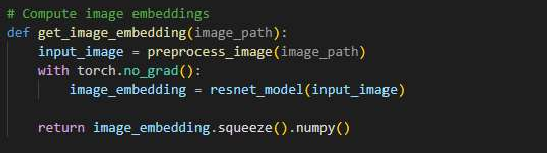 # Compute image embeddings
def get_image_embedding(image_path):
    input_image = preprocess_image(image_path)
    with torch.no_grad():
        image_embedding = resnet_model(input_image)

    return image_embedding.squeeze().numpy()